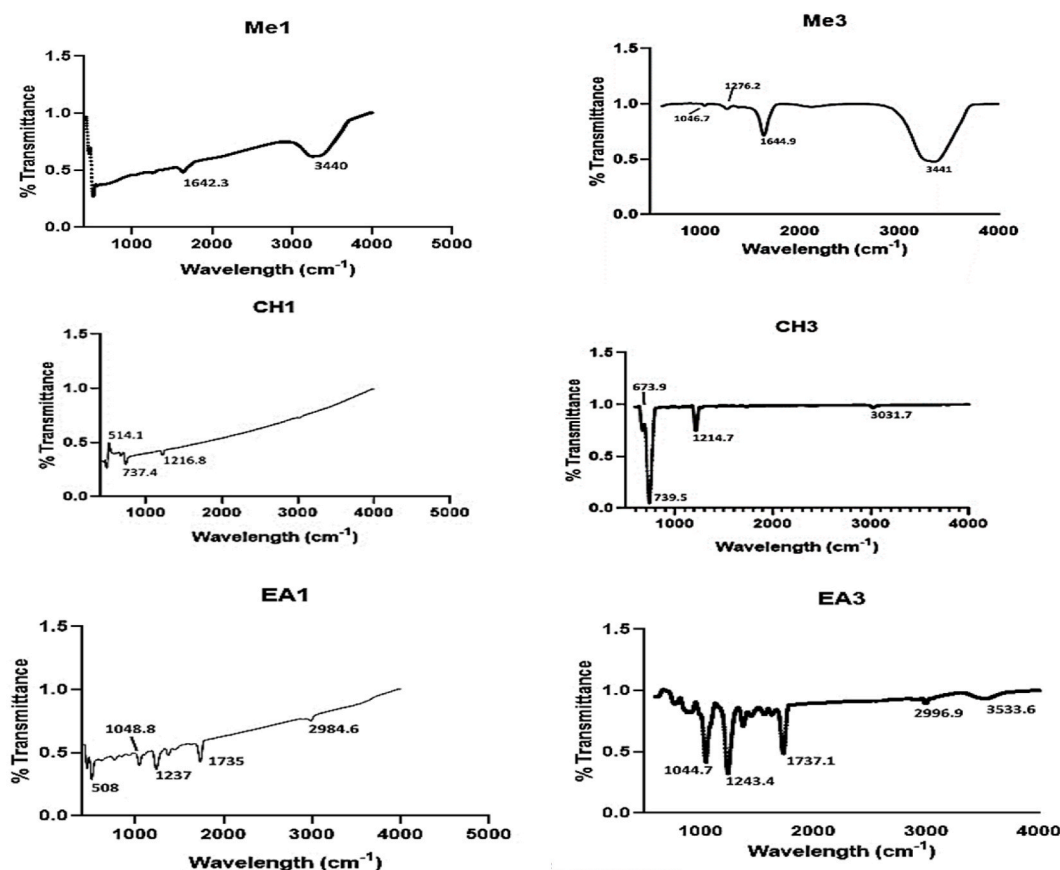 Me1
1.5
1.0
0.5
0.0
% Transmittance
1642.3
3440
1000 2000 3000 4000 5000
Wavelength (cm-1)
Me3
1.5
1.0
0.5
0.0
% Transmittance
1276.2
1046.7
1644.9
3441
1000 2000 3000 4000
Wavelength (cm-1)
CH1
1.5
1.0
0.5
0.0
% Transmittance
514.1
737.4
1216.8
1000 2000 3000 4000 5000
Wavelength (cm-1)
CH3
1.5
1.0
0.5
0.0
% Transmittance
673.9
739.5
1214.7
3031.7
1000 2000 3000 4000
Wavelength (cm-1)
EA1
1.5
1.0
0.5
0.0
% Transmittance
1048.8
508
1237
1735
2984.6
1000 2000 3000 4000 5000
Wavelength (cm-1)
EA3
1.5
1.0
0.5
0.0
% Transmittance
1044.7
1243.4
1737.1
2996.9
3533.6
1000 2000 3000 4000
Wavelength (cm-1)